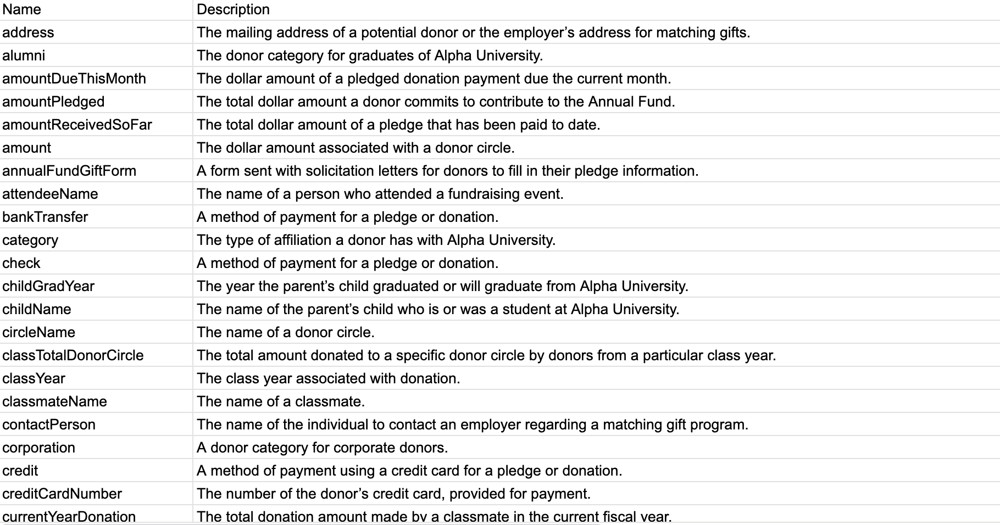 Name Description
address The mailing address of a potential donor or the employer’s address for matching gifts.
alumni The donor category for graduates of Alpha University.
amountDueThisMonth The dollar amount of a pledged donation payment due the current month.
amountPledged The total dollar amount a donor commits to contribute to the Annual Fund.
amountReceivedSoFar The total dollar amount of a pledge that has been paid to date.
amount The dollar amount associated with a donor circle.
annualFundGiftForm A form sent with solicitation letters for donors to fill in their pledge information.
attendeeName The name of a person who attended a fundraising event.
bankTransfer A method of payment for a pledge or donation.
category The type of affiliation a donor has with Alpha University.
check A method of payment for a pledge or donation.
childGradYear The year the parent’s child graduated or will graduate from Alpha University.
childName The name of the parent’s child who is or was a student at Alpha University.
circleName The name of a donor circle.
classTotalDonorCircle The total amount donated to a specific donor circle by donors from a particular class year.
classYear The class year associated with donation.
classmateName The name of a classmate.
contactPerson The name of the individual to contact an employer regarding a matching gift program.
corporation A donor category for corporate donors.
credit A method of payment using a credit card for a pledge or donation.
creditCardNumber The number of the donor’s credit card, provided for payment.
currentYearDonation The total donation amount made by a classmate in the current fiscal year.